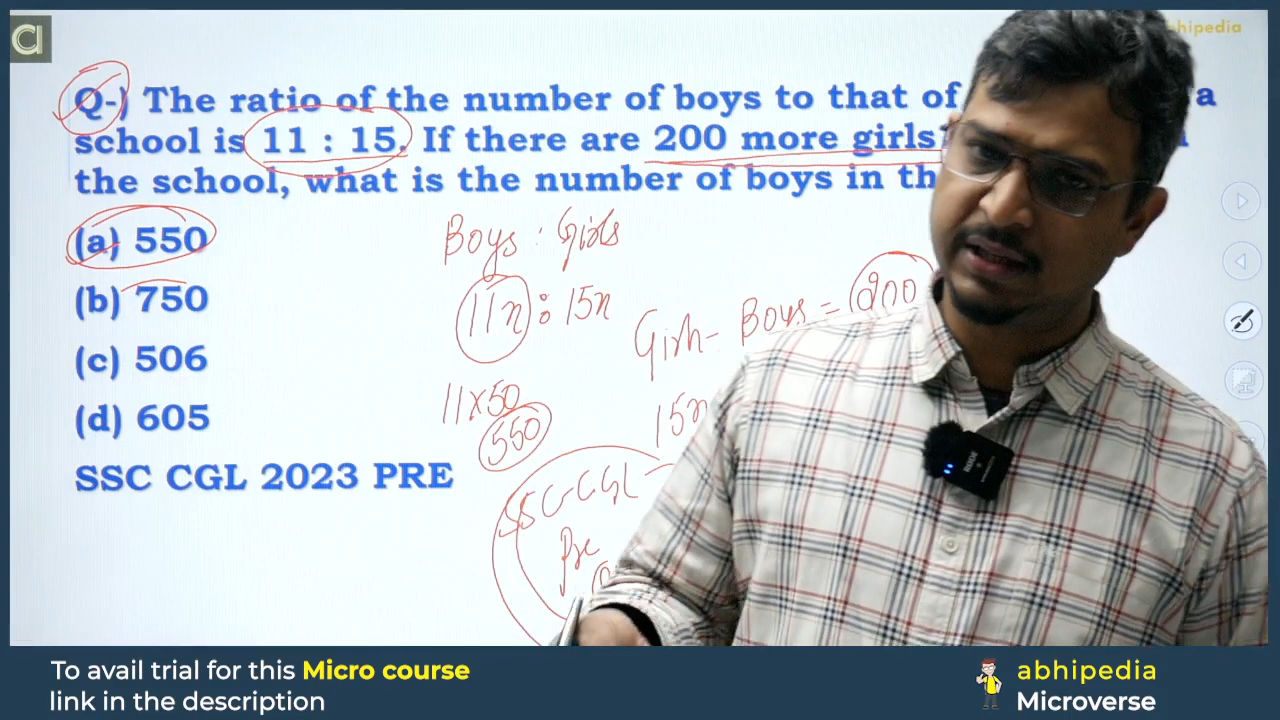 abhipedia
Q-) The ratio of the number of boys to that of a
school is 11 : 15. If there are 200 more girls
the school, what is the number of boys in th
(a) 550
(b) 750
(c) 506
(d) 605
SSC CGL 2023 PRE
Boys : Girls
11x : 15x
Girls - Boys = 200
11x50
550
15x
SSC-CGL
Pre
RODE
To avail trial for this Micro course
link in the description
abhipedia
Microverse